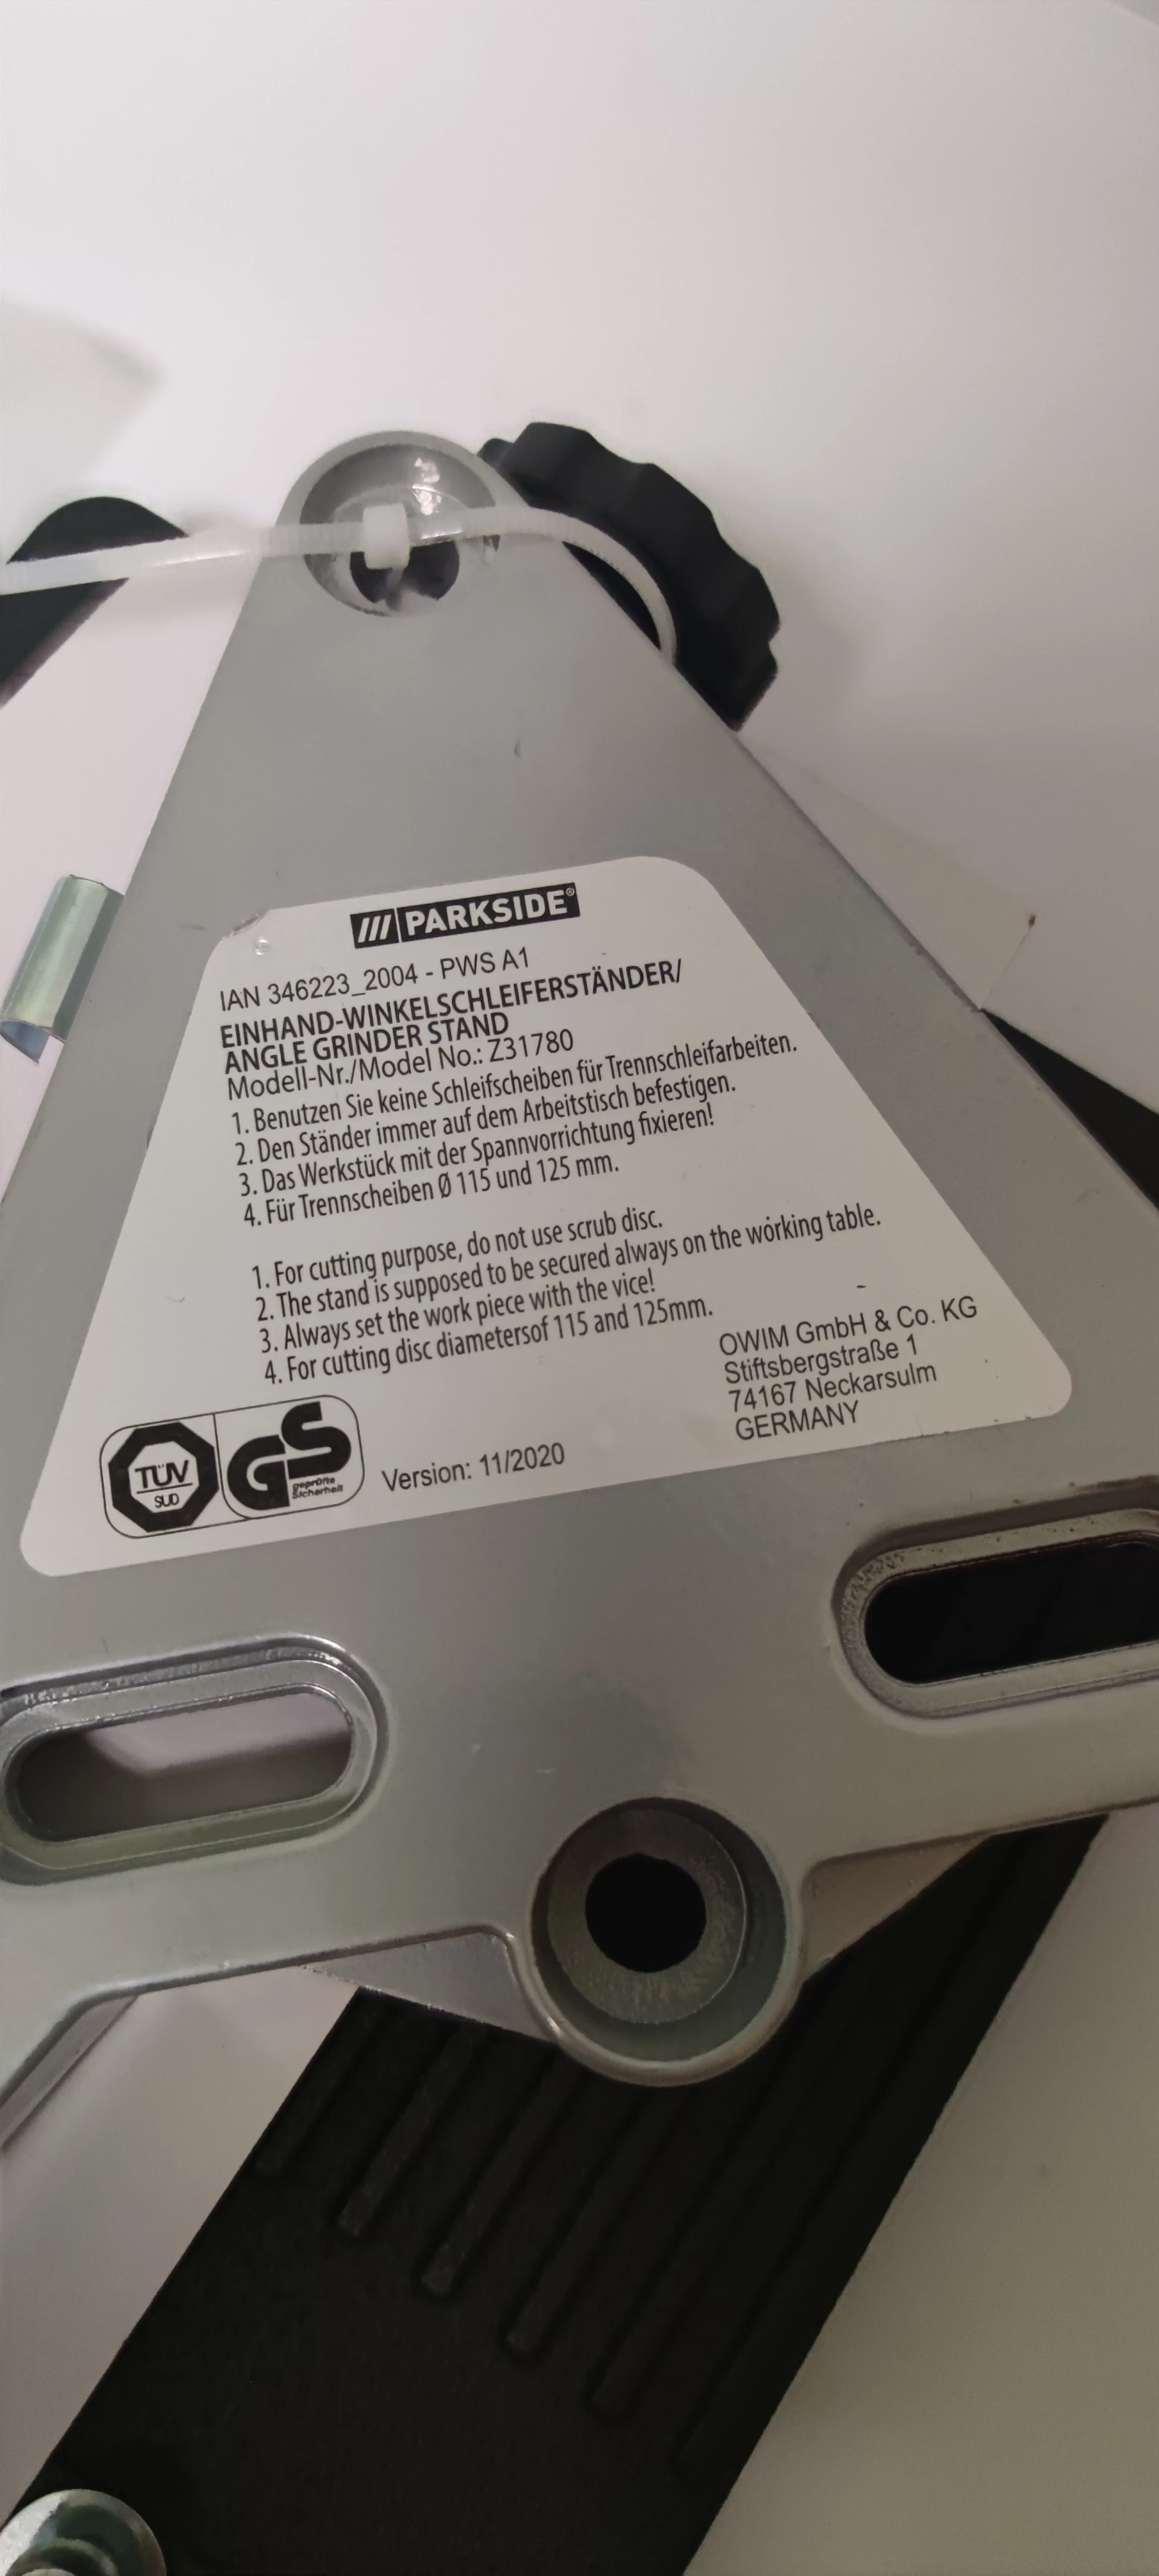 /// PARKSIDE®
IAN 346223_2004 - PWS A1
EINHAND-WINKELSCHLEIFERSTÄNDER/
ANGLE GRINDER STAND
Modell-Nr./Model No.: Z31780
1. Benutzen Sie keine Schleifscheiben für Trennschleifarbeiten.
2. Den Ständer immer auf dem Arbeitstisch befestigen.
3. Das Werkstück mit der Spannvorrichtung fixieren!
4. Für Trennscheiben Ø 115 und 125 mm.
1. For cutting purpose, do not use scrub disc.
2. The stand is supposed to be secured always on the working table.
3. Always set the work piece with the vice!
4. For cutting disc diametersof 115 and 125mm.
OWIM GmbH & Co. KG
Stiftsbergstraße 1
74167 Neckarsulm
GERMANY
TÜV
SÜD
GS
geprüfte
Sicherheit
Version: 11/2020